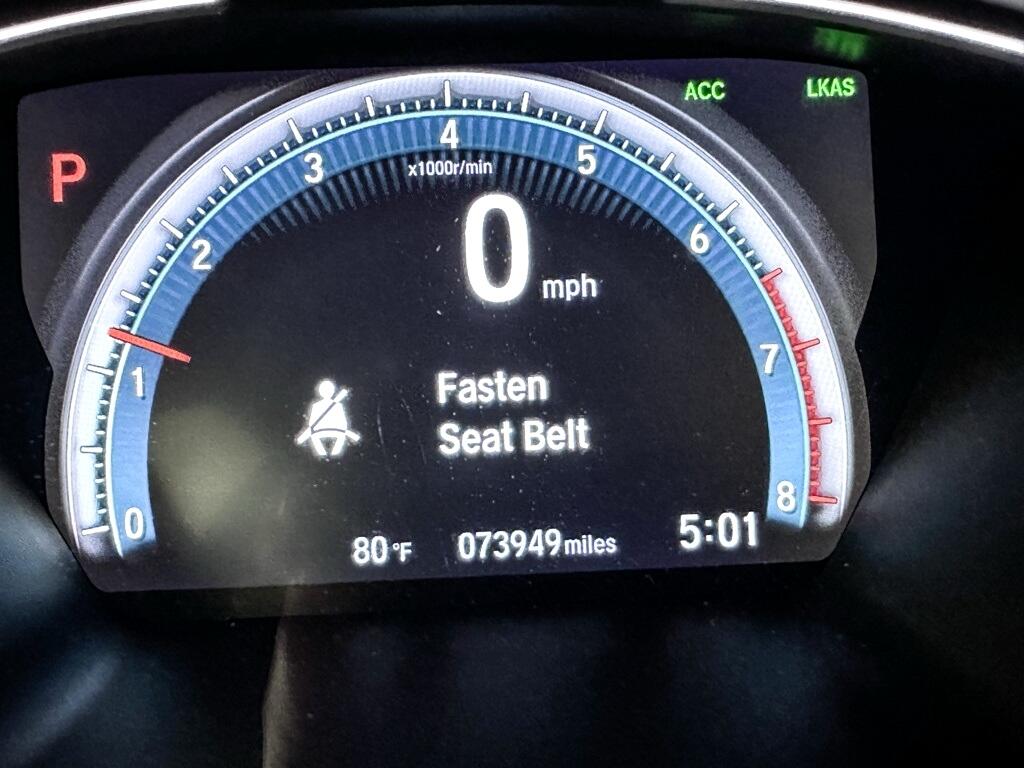 ACC LKAS
P
4
3 5
x1000r/min
2 6
0 mph
1 7
Fasten
Seat Belt
0 8
80°F 073949miles 5:01